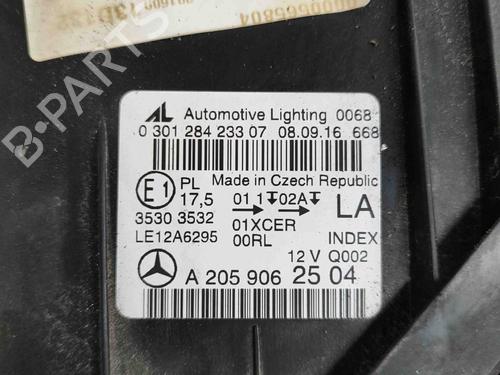 0000665804
AL Automotive Lighting 0068
0 301 284 233 07 08.09.16 668
E1 PL 17,5
Made in Czech Republic
01 1 02A LA
3530 3532 01XCER
LE12A6295 00RL INDEX
12 V Q002
A 205 906 25 04
B-PARTS